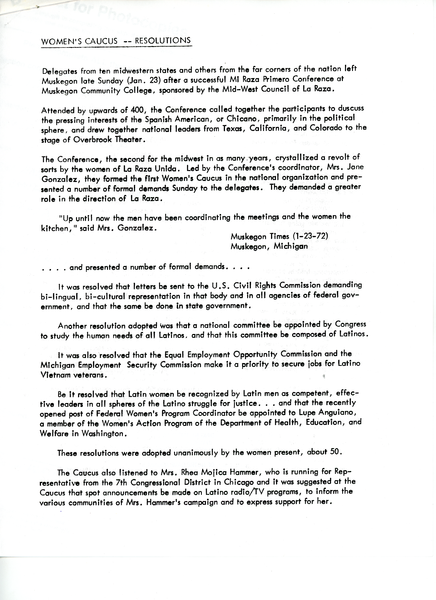 WOMEN'S CAUCUS -- RESOLUTIONS
Delegates from ten midwestern states and others from the far corners of the nation left
Muskegon late Sunday (Jan. 23) after a successful MI Raza Primero Conference at
Muskegon Community College, sponsored by the Mid-West Council of La Raza.
Attended by upwards of 400, the Conference called together the participants to duscuss
the pressing interests of the Spanish American, or Chicano, primarily in the political
sphere, and drew together national leaders from Texas, California, and Colorado to the
stage of Overbrook Theater.
The Conference, the second for the midwest in as many years, crystallized a revolt of
sorts by the women of La Raza Unida. Led by the Conference's coordinator, Mrs. Jane
Gonzalez, they formed the first Women's Caucus in the national organization and pre-
sented a number of formal demands Sunday to the delegates. They demanded a greater
role in the direction of La Raza.
"Up until now the men have been coordinating the meetings and the women the
kitchen," said Mrs. Gonzalez.
Muskegon Times (1-23-72)
Muskegon, Michigan
. . . . and presented a number of formal demands. . . .
It was resolved that letters be sent to the U.S. Civil Rights Commission demanding
bi-lingual, bi-cultural representation in that body and in all agencies of federal gov-
ernment, and that the same be done in state government.
Another resolution adopted was that a national committee be appointed by Congress
to study the human needs of all Latinos. and that this committee be composed of Latinos.
It was also resolved that the Equal Employment Opportunity Commission and the
Michigan Employment Security Commission make it a priority to secure jobs for Latino
Vietnam veterans.
Be it resolved that Latin women be recognized by Latin men as competent, effec-
tive leaders in all spheres of the Latino struggle for justice. . . and that the recently
opened post of Federal Women's Program Coordinator be appointed to Lupe Anguiano,
a member of the Women's Action Program of the Department of Health, Education, and
Welfare in Washington.
These resolutions were adopted unanimously by the women present, about 50.
The Caucus also listened to Mrs. Rhea Mojica Hammer, who is running for Rep-
resentative from the 7th Congressional District in Chicago and it was suggested at the
Caucus that spot announcements be made on Latino radio/TV programs, to inform the
various communities of Mrs. Hammer's campaign and to express support for her.